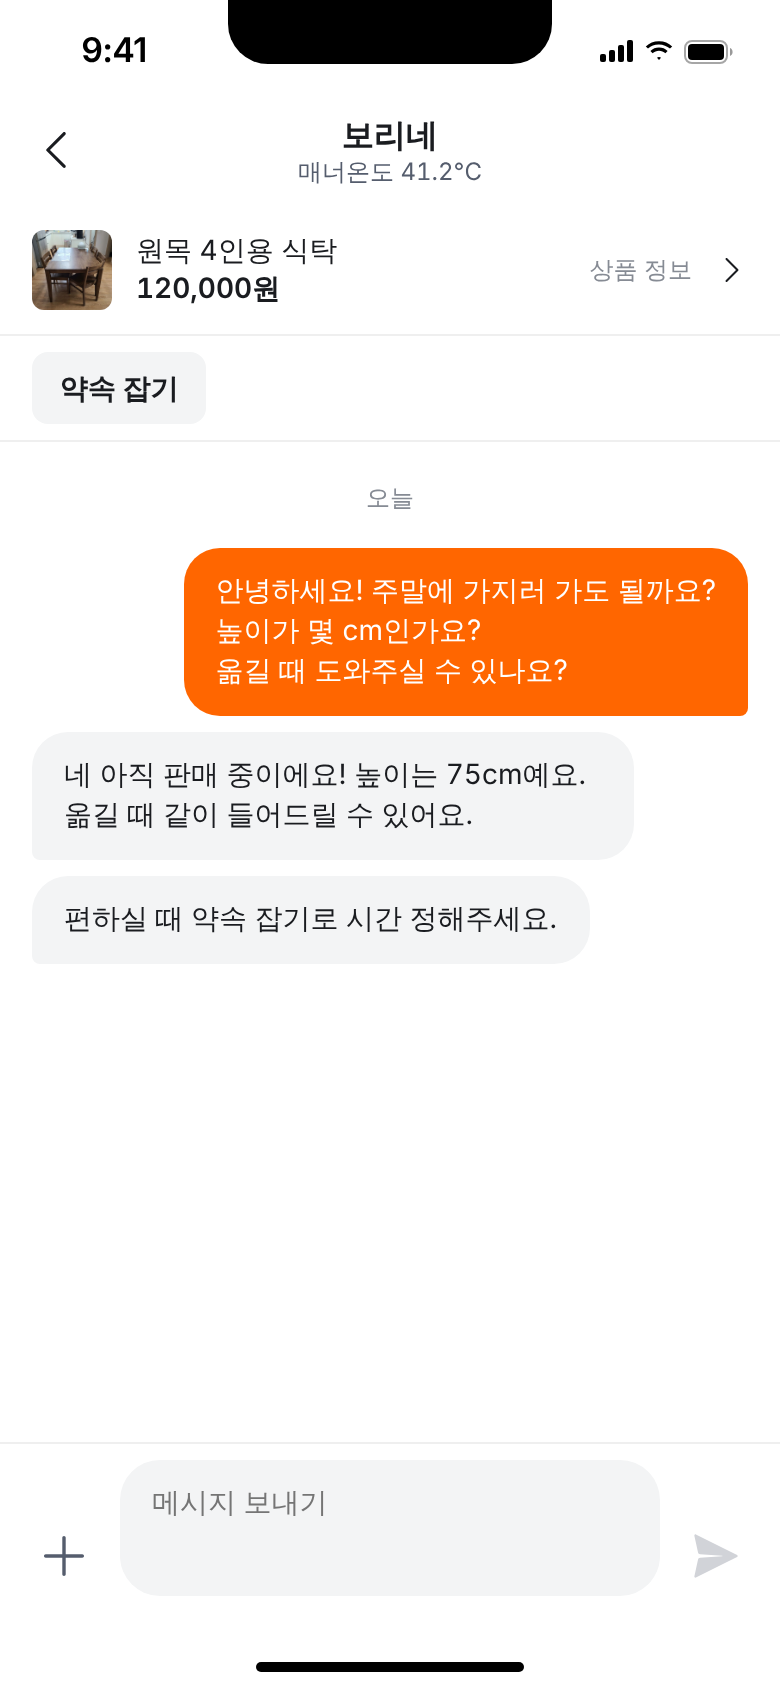 9:41
보리네
매너온도 41.2°C
원목 4인용 식탁
120,000원
상품 정보
약속 잡기
오늘
안녕하세요! 주말에 가지러 가도 될까요?
높이가 몇 cm인가요?
옮길 때 도와주실 수 있나요?
네 아직 판매 중이에요! 높이는 75cm예요.
옮길 때 같이 들어드릴 수 있어요.
편하실 때 약속 잡기로 시간 정해주세요.
메시지 보내기